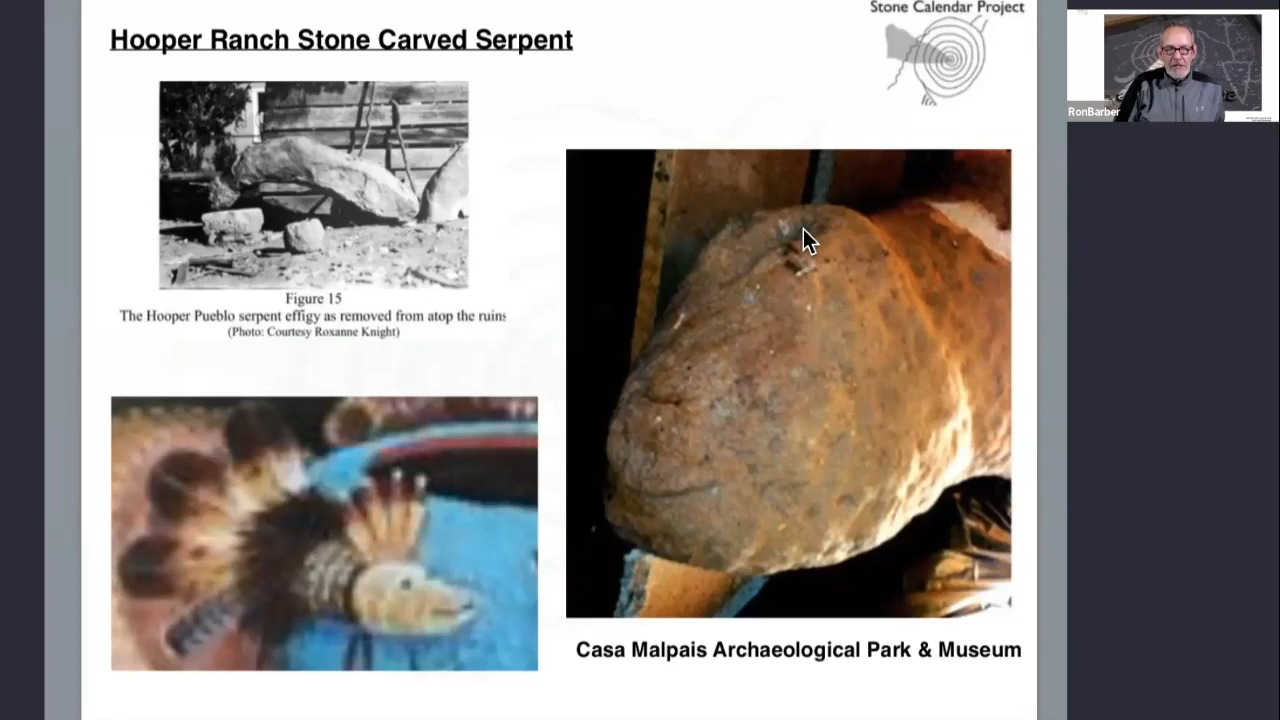 Stone Calendar Project
Hooper Ranch Stone Carved Serpent
RonBarber
Figure 15
The Hooper Pueblo serpent effigy as removed from atop the ruins
(Photo: Courtesy Roxanne Knight)
Casa Malpais Archaeological Park & Museum